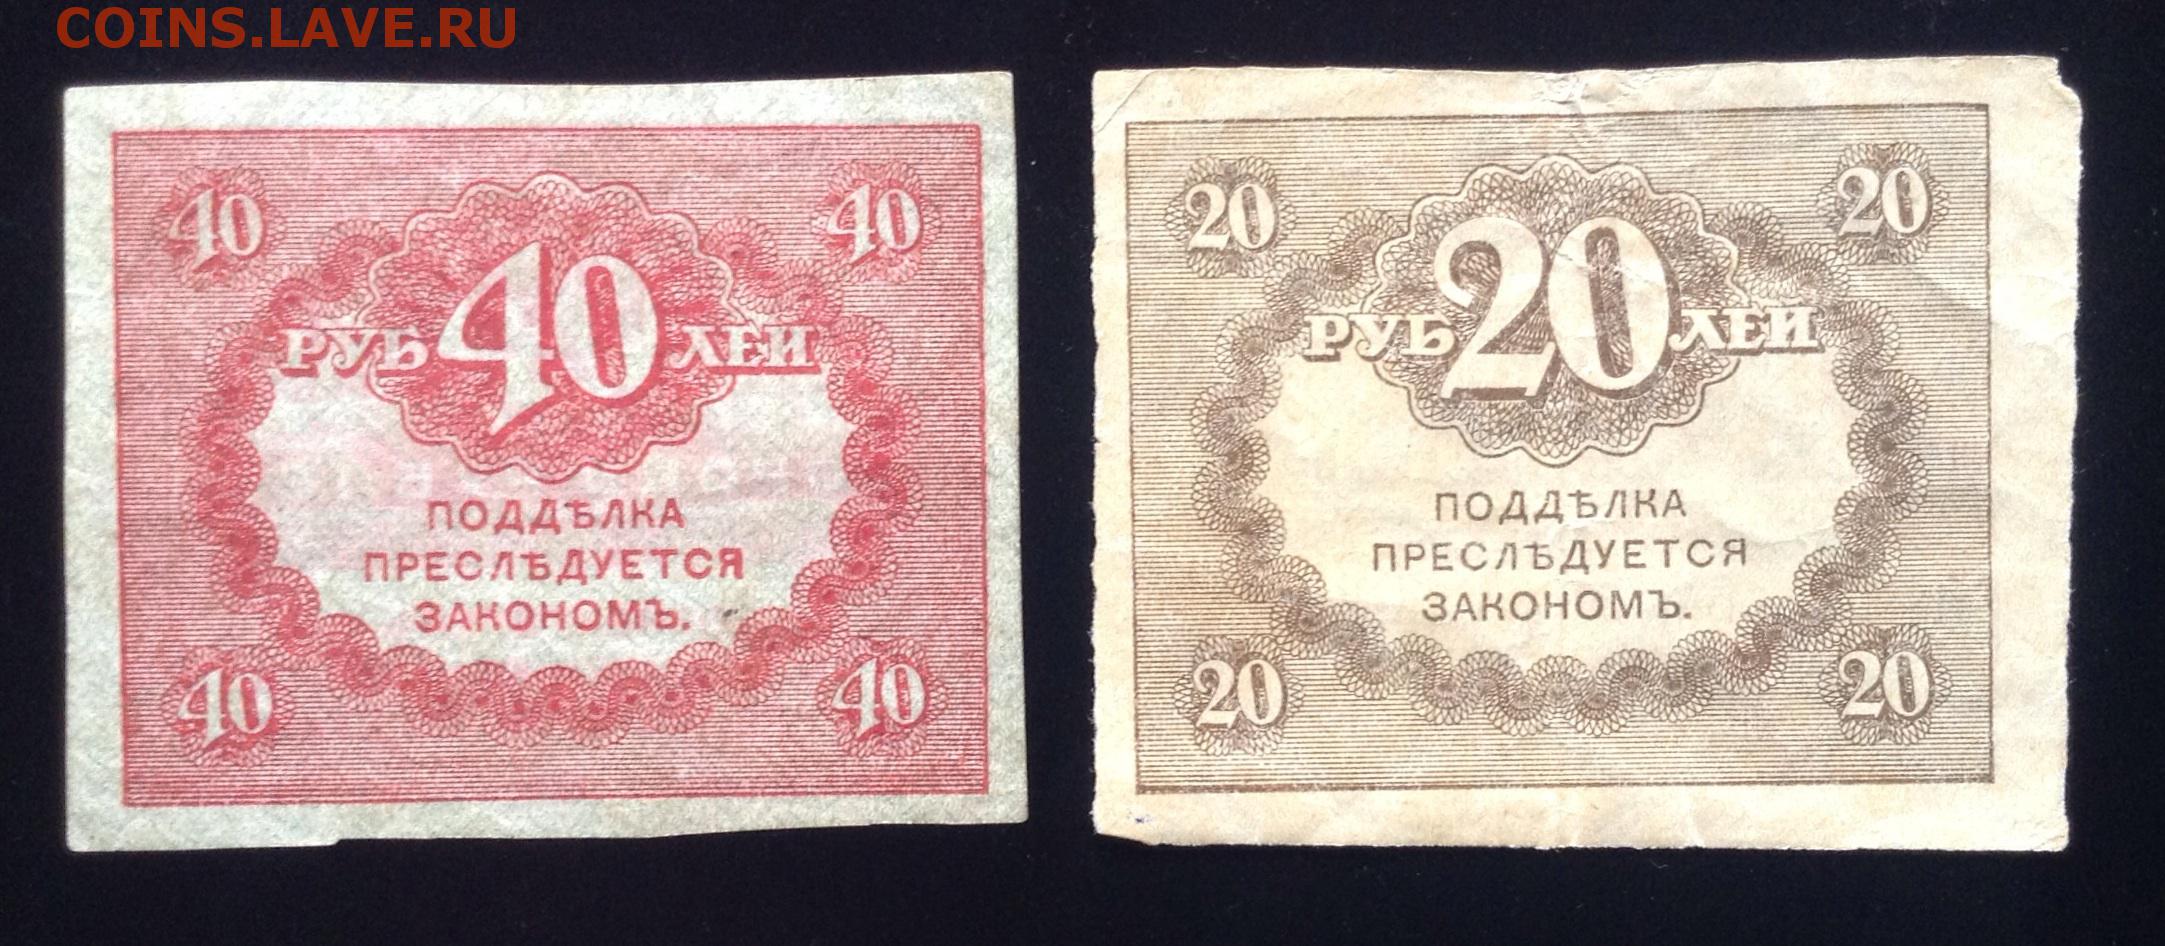 COINS.LAVE.RU
40 40
РУБ 40 ЛЕЙ
ПОДДѢЛКА
ПРЕСЛѢДУЕТСЯ
ЗАКОНОМЪ.
40 40
20 20
РУБ 20 ЛЕЙ
ПОДДѢЛКА
ПРЕСЛѢДУЕТСЯ
ЗАКОНОМЪ.
20 20